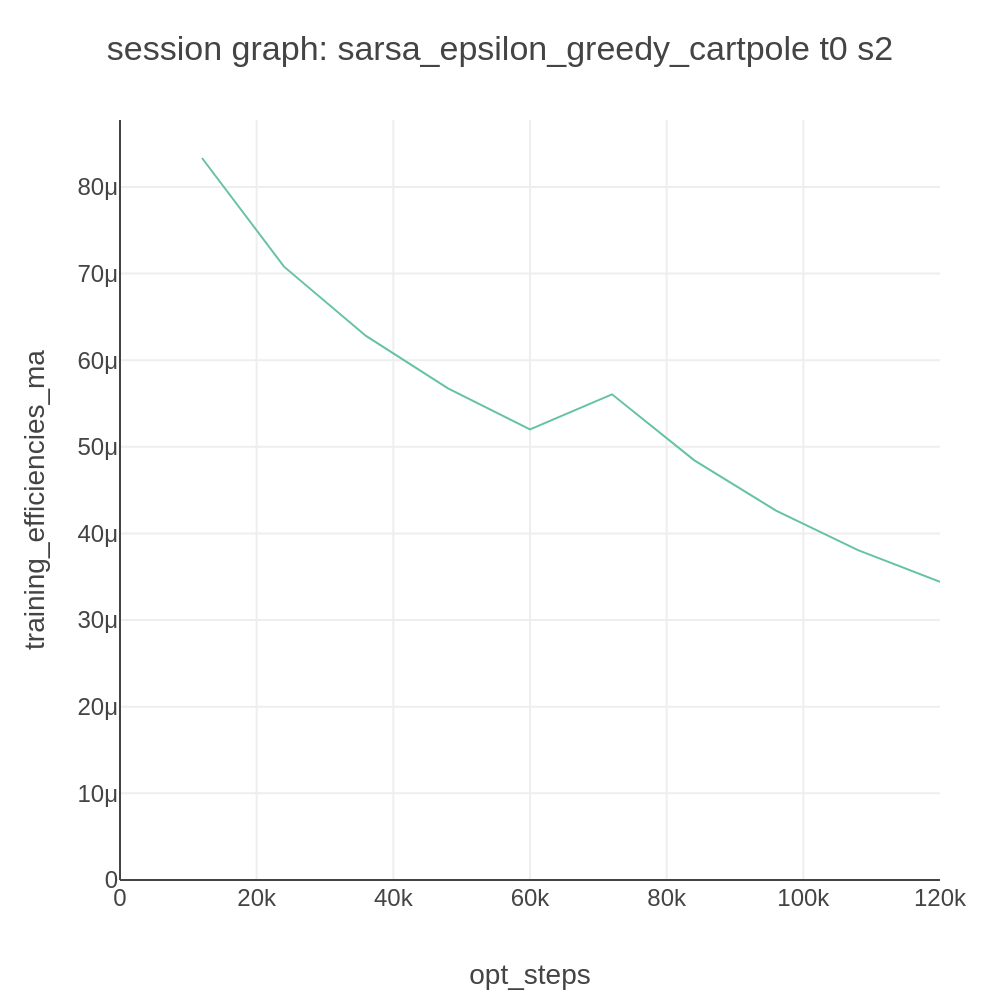 session graph: sarsa_epsilon_greedy_cartpole t0 s2
training_efficiencies_ma
80μ
70μ
60μ
50μ
40μ
30μ
20μ
10μ
0
0 20k 40k 60k 80k 100k 120k
opt_steps